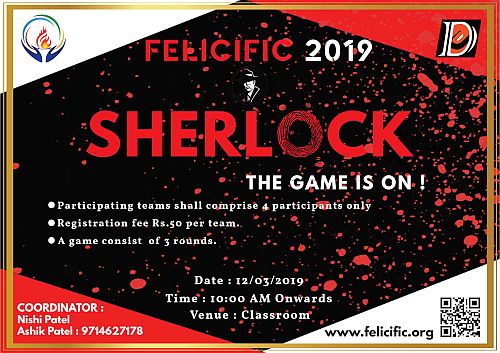 FELICIFIC 2019
SHERLOCK
THE GAME IS ON !
Participating teams shall comprise 4 participants only
Registration fee Rs.50 per team.
A game consist of 3 rounds.
Date : 12/03/2019
Time : 10:00 AM Onwards
Venue : Classroom
COORDINATOR :
Nishi Patel
Ashik Patel : 9714627178
www.felicific.org